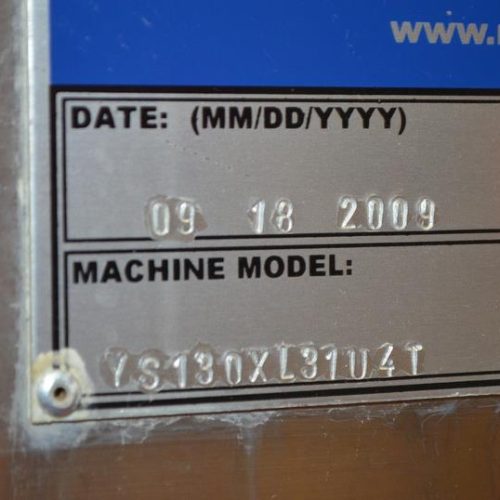 www.
DATE: (MM/DD/YYYY)
09 18 2009
MACHINE MODEL:
YS130XL31U4T